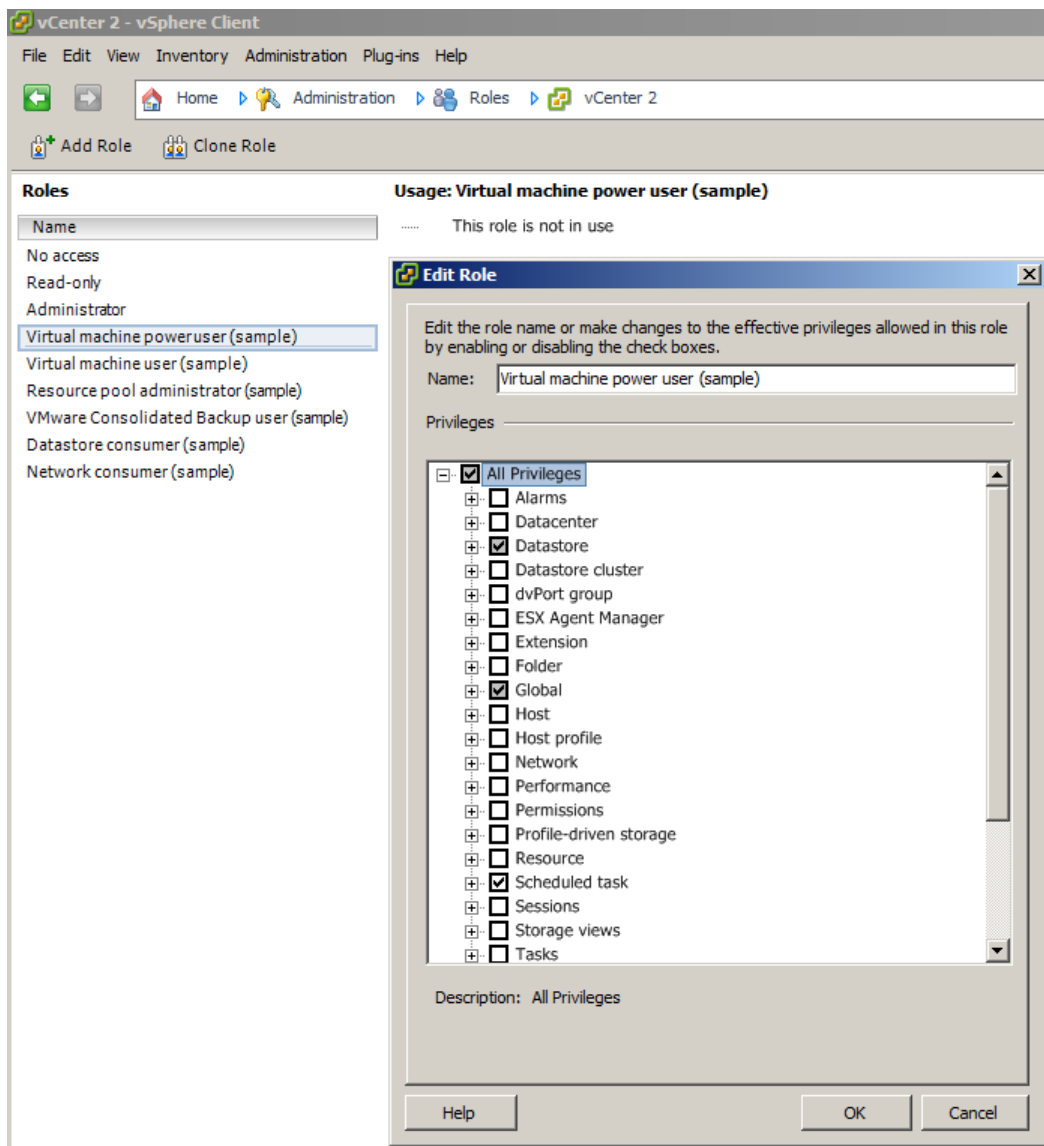 vCenter 2 - vSphere Client
File Edit View Inventory Administration Plug-ins Help
Home Administration Roles vCenter 2
Add Role Clone Role
Roles
Name
No access
Read-only
Administrator
Virtual machine poweruser (sample)
Virtual machine user (sample)
Resource pool administrator (sample)
VMware Consolidated Backup user (sample)
Datastore consumer (sample)
Network consumer (sample)
Usage: Virtual machine power user (sample)
This role is not in use
Edit Role
Edit the role name or make changes to the effective privileges allowed in this role
by enabling or disabling the check boxes.
Name: Virtual machine power user (sample)
Privileges
All Privileges
Alarms
Datacenter
Datastore
Datastore cluster
dvPort group
ESX Agent Manager
Extension
Folder
Global
Host
Host profile
Network
Performance
Permissions
Profile-driven storage
Resource
Scheduled task
Sessions
Storage views
Tasks
Description: All Privileges
Help OK Cancel